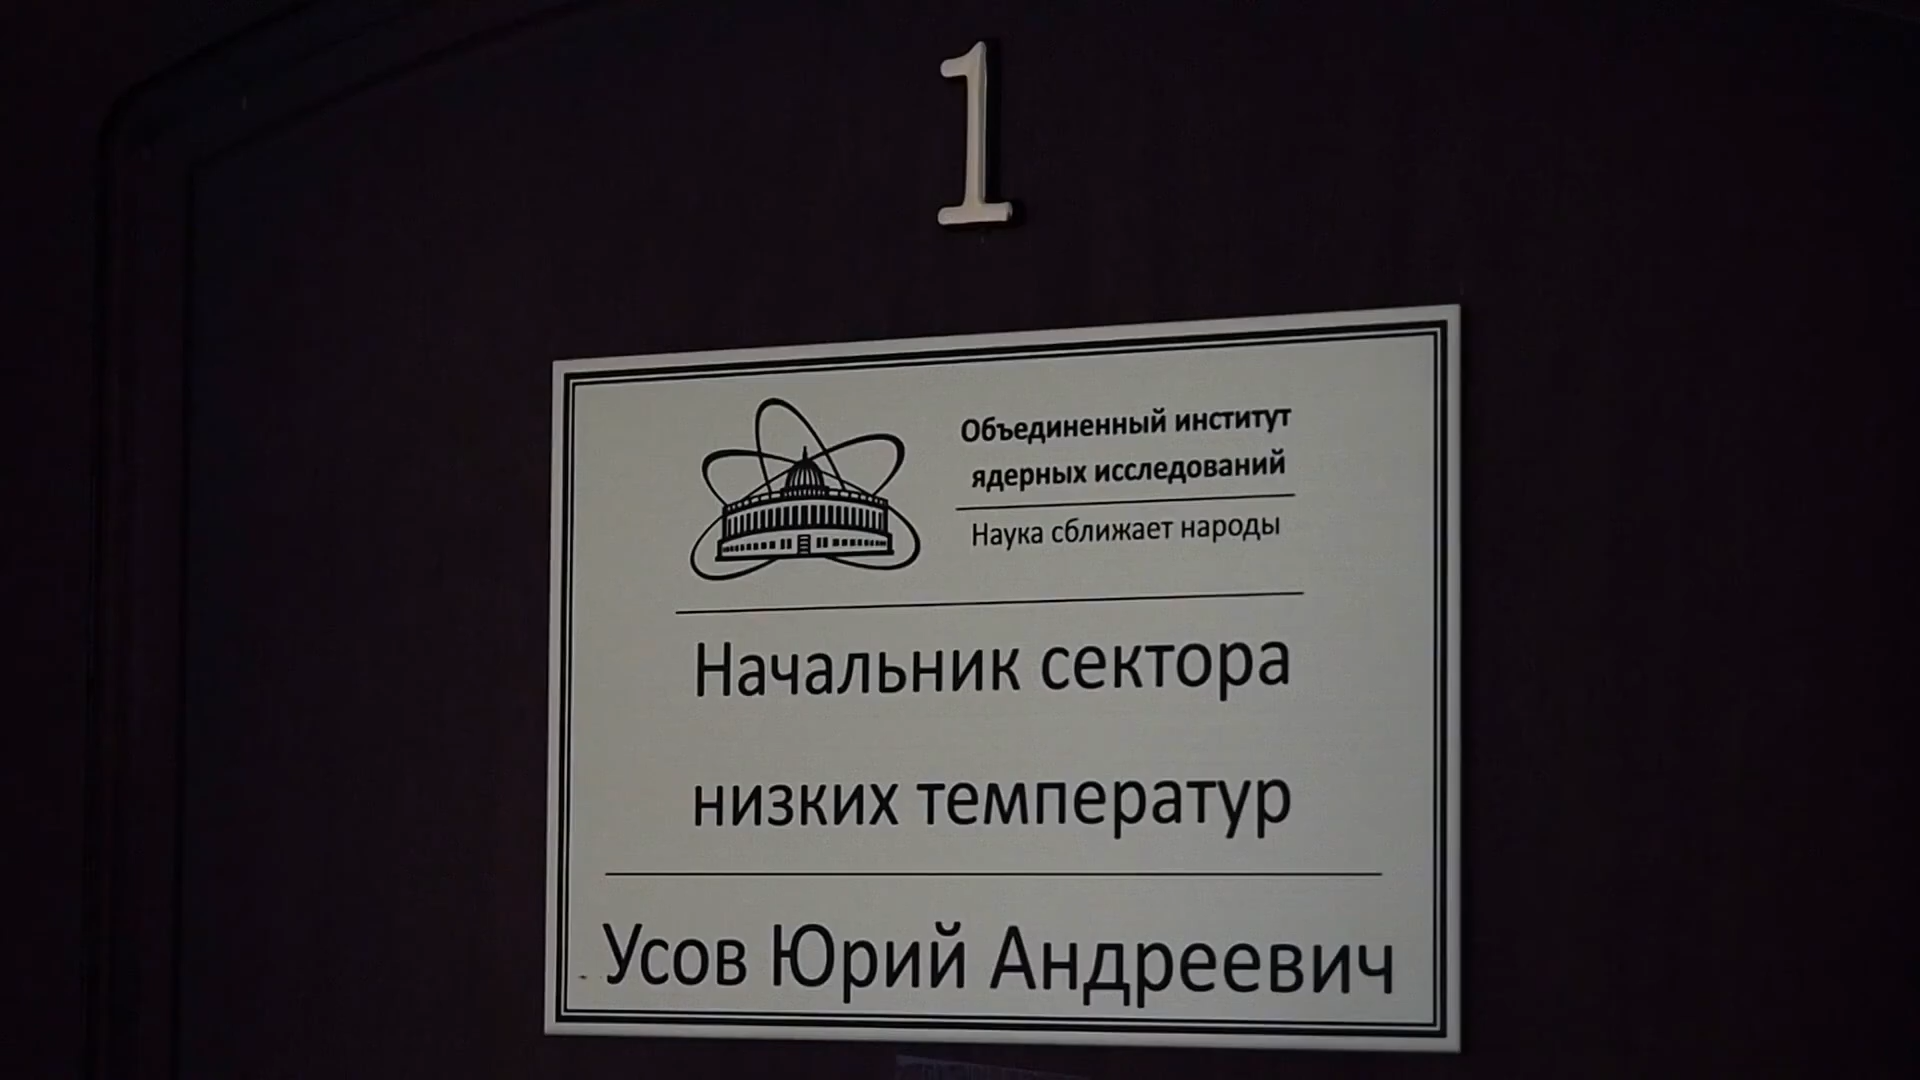 1
Объединенный институт
ядерных исследований
Наука сближает народы
Начальник сектора
низких температур
Усов Юрий Андреевич